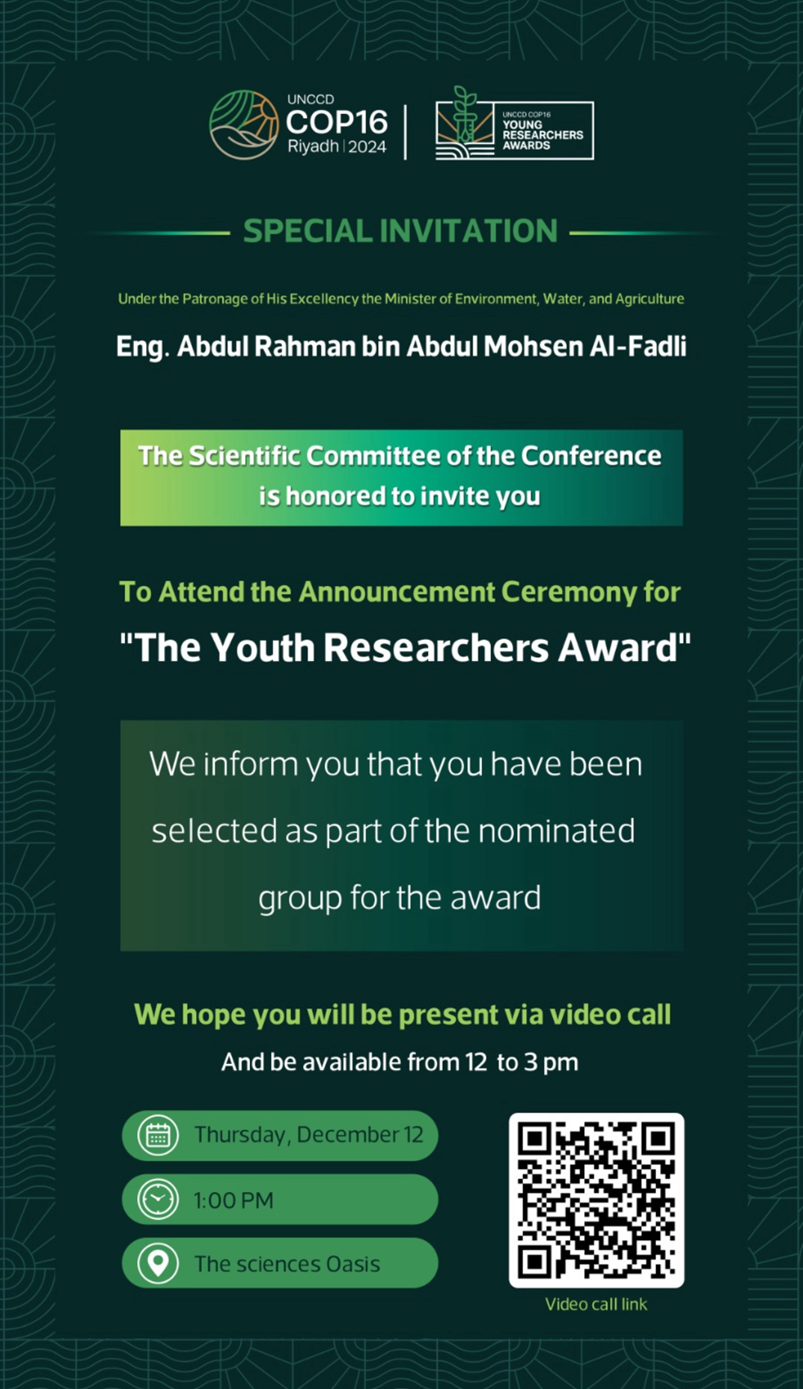 UNCCD
COP16
Riyadh | 2024
UNCCD COP16
YOUNG
RESEARCHERS
AWARDS
SPECIAL INVITATION
Under the Patronage of His Excellency the Minister of Environment, Water, and Agriculture
Eng. Abdul Rahman bin Abdul Mohsen Al-Fadli
The Scientific Committee of the Conference
is honored to invite you
To Attend the Announcement Ceremony for
"The Youth Researchers Award"
We inform you that you have been
selected as part of the nominated
group for the award
We hope you will be present via video call
And be available from 12 to 3 pm
Thursday, December 12
1:00 PM
The sciences Oasis
Video call link